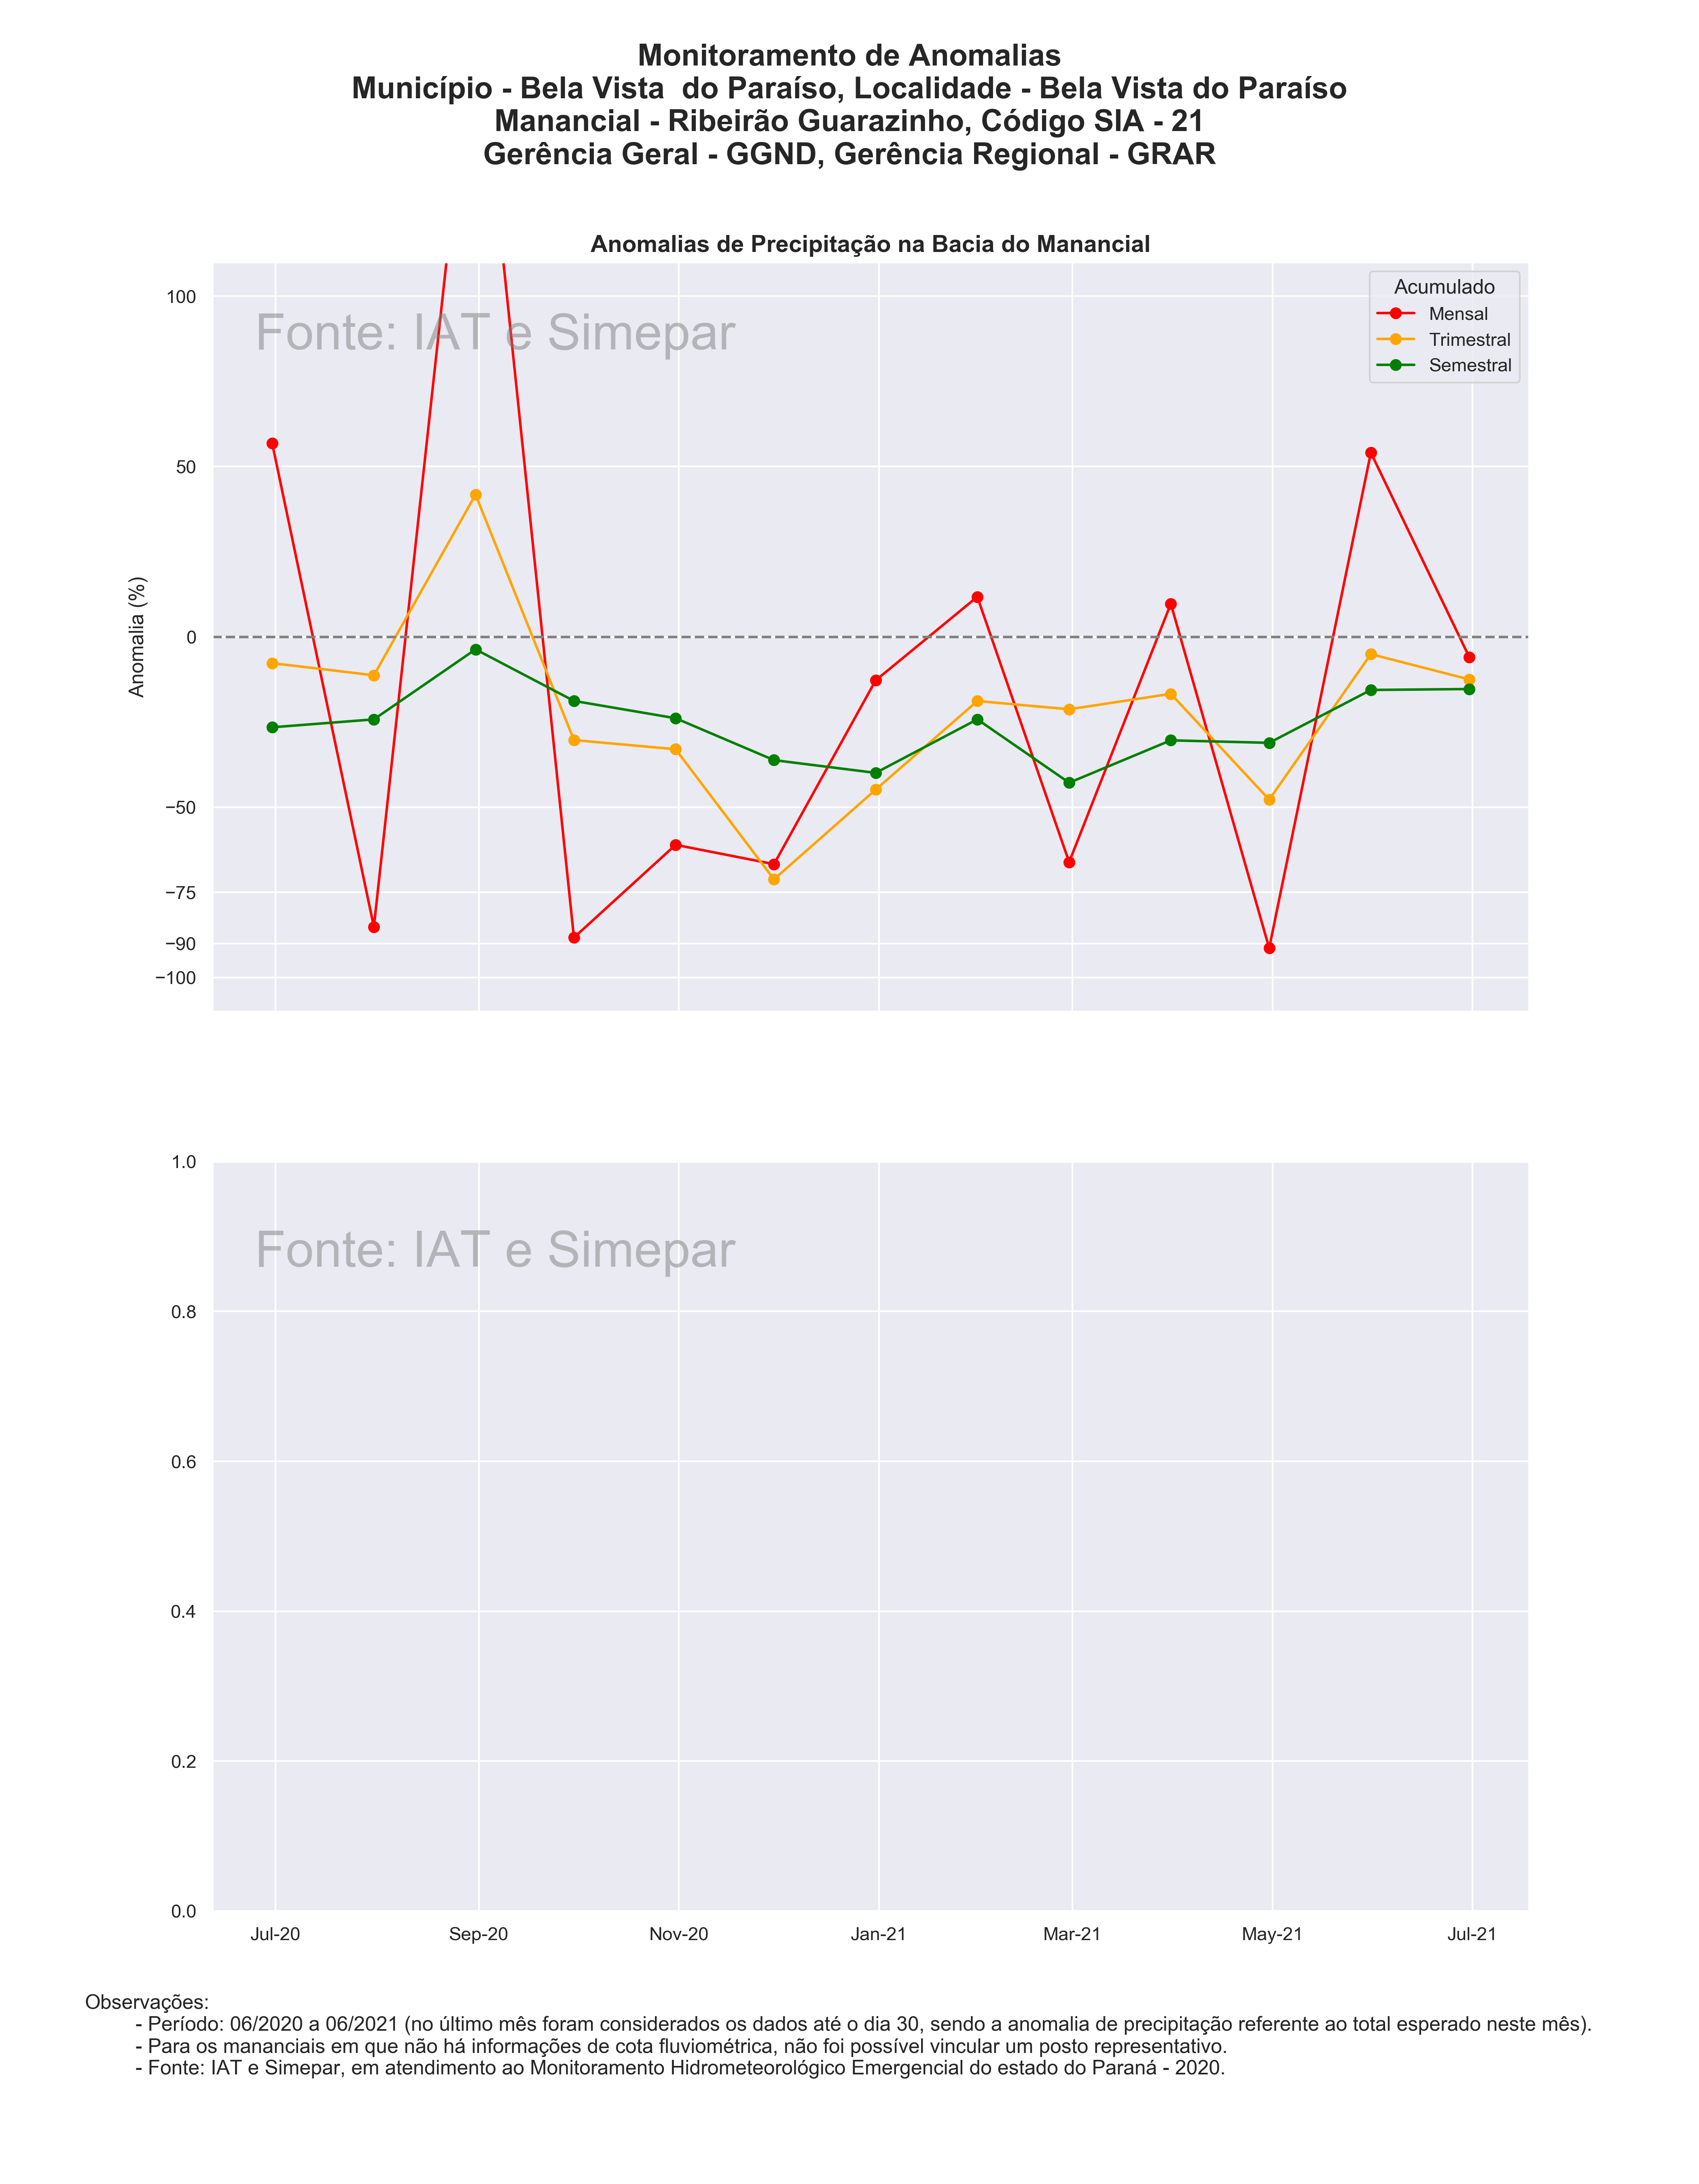 Monitoramento de Anomalias
Município - Bela Vista  do Paraíso, Localidade - Bela Vista do Paraíso
Manancial - Ribeirão Guarazinho, Código SIA - 21
Gerência Geral - GGND, Gerência Regional - GRAR
Anomalias de Precipitação na Bacia do Manancial
Fonte: IAT e Simepar
Acumulado
Mensal
Trimestral
Semestral
Anomalia (%)
100
50
0
−50
−75
−90
−100
Fonte: IAT e Simepar
1.0
0.8
0.6
0.4
0.2
0.0
Jul-20 Sep-20 Nov-20 Jan-21 Mar-21 May-21 Jul-21
Observações:
- Período: 06/2020 a 06/2021 (no último mês foram considerados os dados até o dia 30, sendo a anomalia de precipitação referente ao total esperado neste mês).
- Para os mananciais em que não há informações de cota fluviométrica, não foi possível vincular um posto representativo.
- Fonte: IAT e Simepar, em atendimento ao Monitoramento Hidrometeorológico Emergencial do estado do Paraná - 2020.